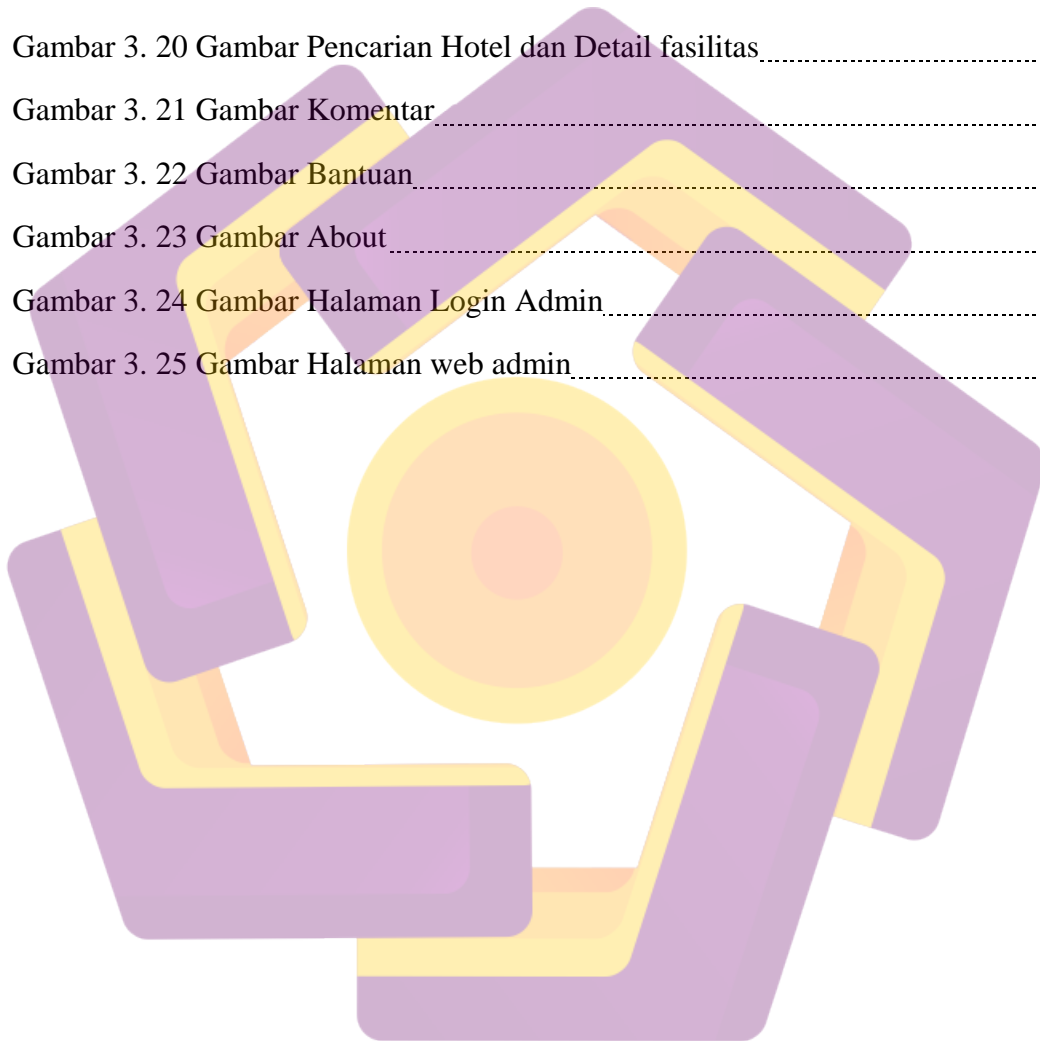 Gambar 3. 20 Gambar Pencarian Hotel dan Detail fasilitas
Gambar 3. 21 Gambar Komentar
Gambar 3. 22 Gambar Bantuan
Gambar 3. 23 Gambar About
Gambar 3. 24 Gambar Halaman Login Admin
Gambar 3. 25 Gambar Halaman web admin